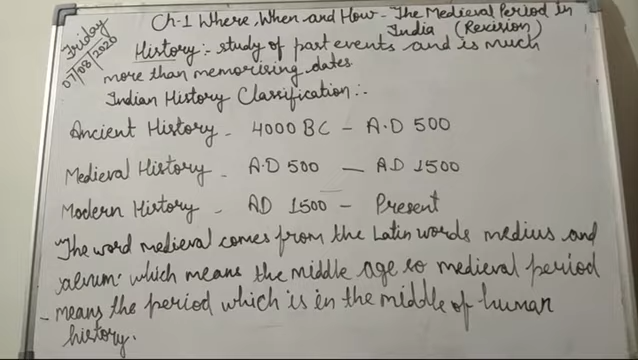 Friday
07/08/2020
Ch-1 Where, When and How - The Medieval Period in
India (Revision)
History:- study of past events and is much
more than memorising dates.
Indian History Classification:-
Ancient History - 4000 BC - A.D 500
Medieval History - A.D 500 - A.D 1500
Modern History - AD 1500 - Present
The word medieval comes from the Latin words medius and
aevum. which means the middle age so medieval period
- means the period which is in the middle of human
history.